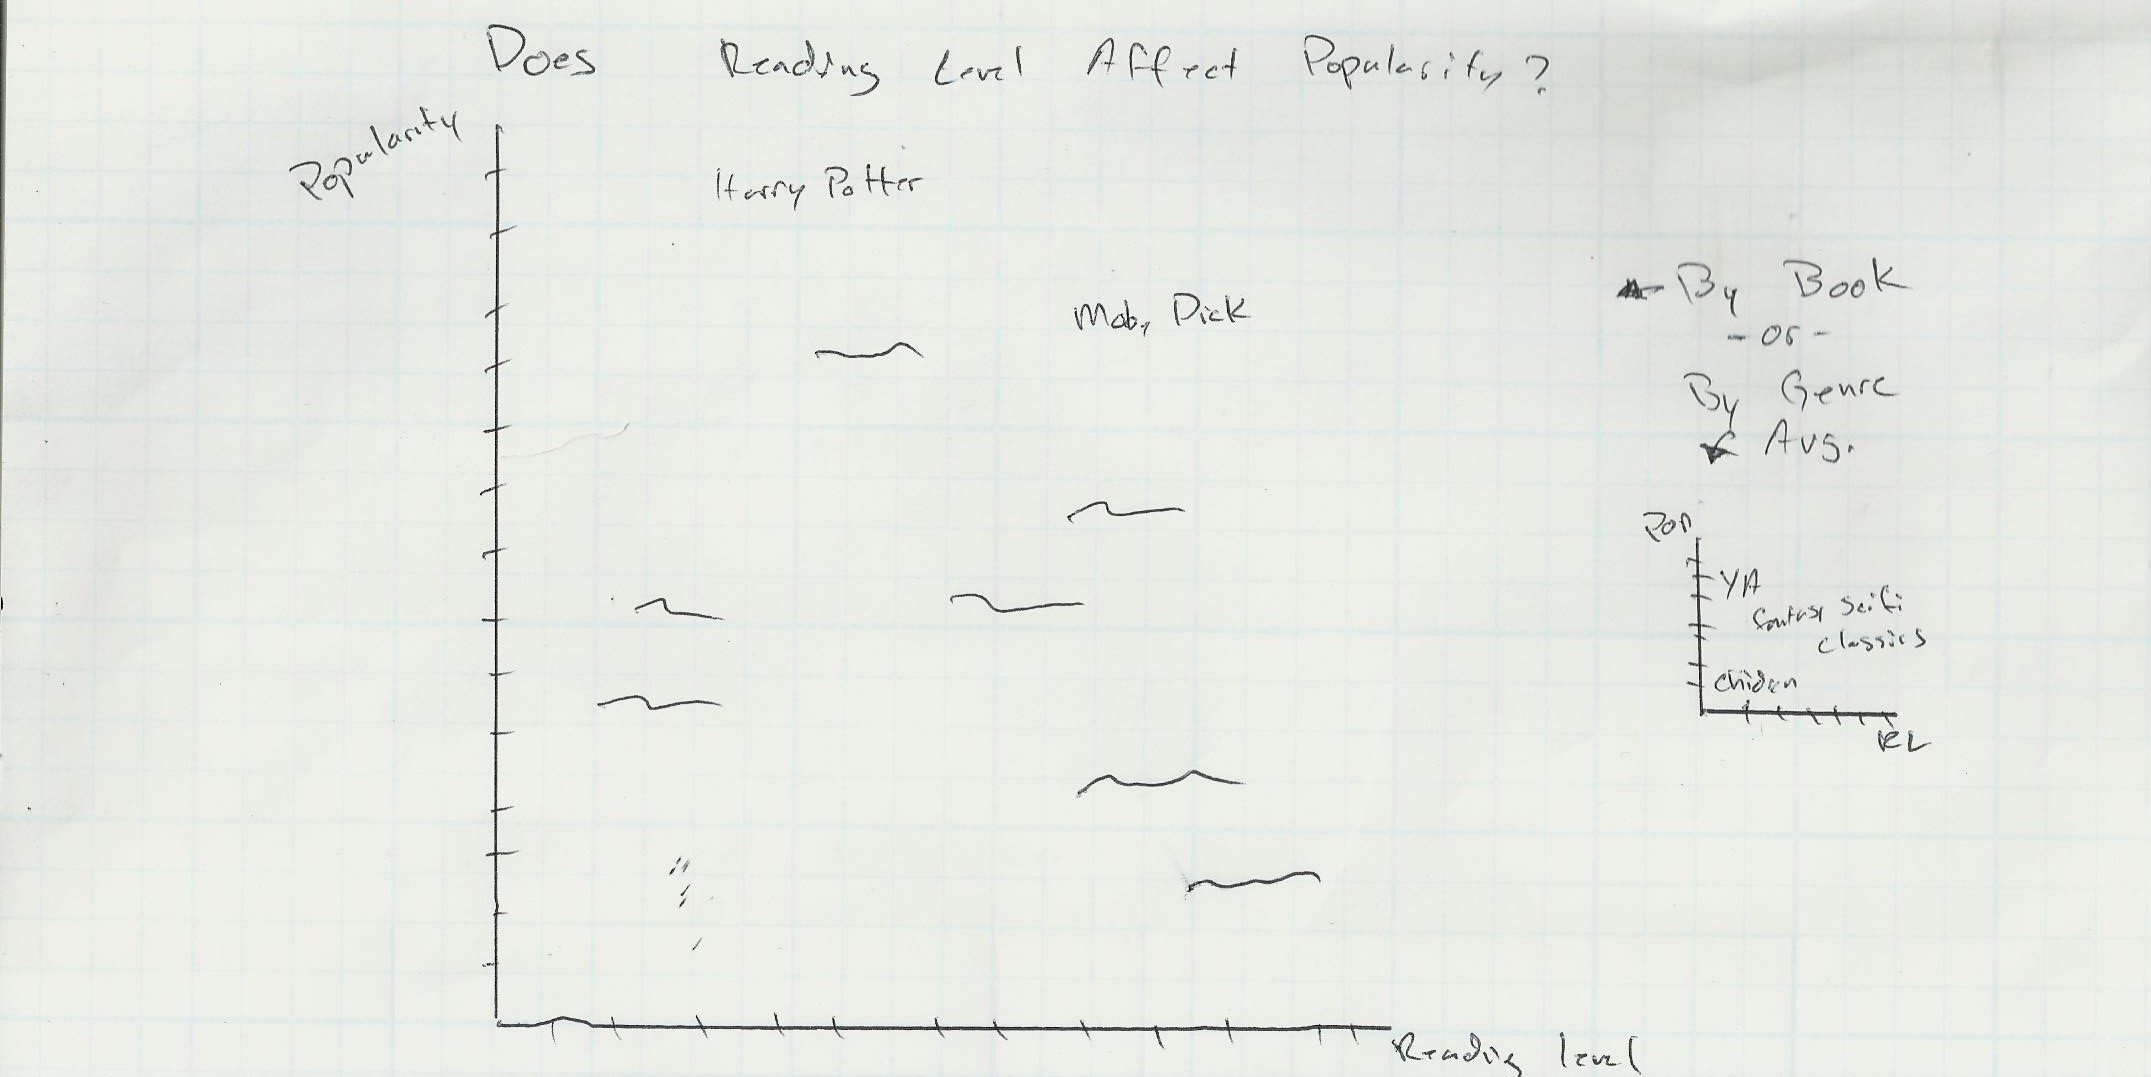 Does Reading Level Affect Popularity?
Popularity
Harry Potter
Moby Dick
By Book
- or -
By Genre
Avg.
Pop
YA
fantasy Scifi
classics
Childen
RL
Reading level